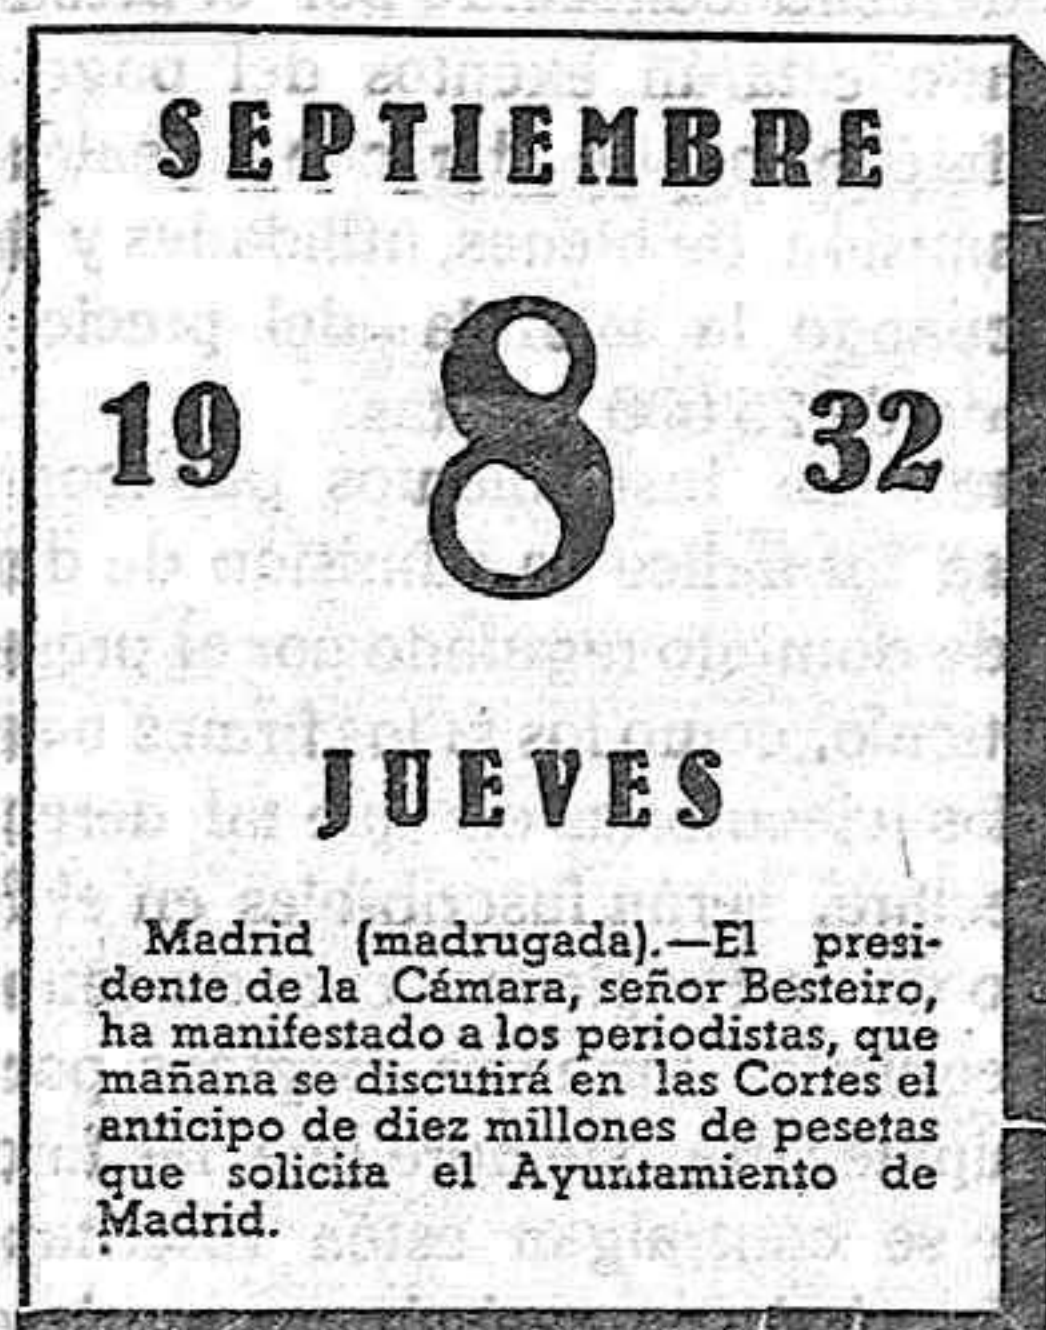 SEPTIEMBRE
19 8 32
JUEVES
Madrid (madrugada).—El presi-
dente de la Cámara, señor Besteiro,
ha manifestado a los periodistas, que
mañana se discutirá en las Cortes el
anticipo de diez millones de pesetas
que solicita el Ayuntamiento de
Madrid.